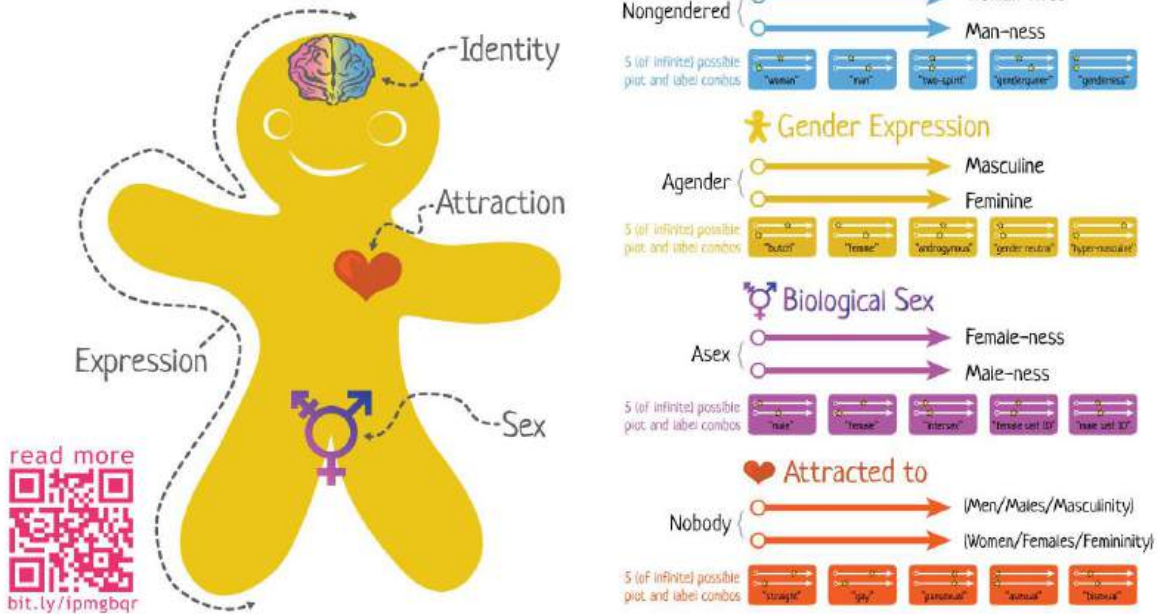 Identity
Attraction
Expression
Sex
read more
bit.ly/ipmgbqr
Nongendered
Man-ness
5 (of infinite) possible
plot and label combos
"woman" "man" "two-spirit" "genderqueer" "genderless"
Gender Expression
Agender
Masculine
Feminine
5 (of infinite) possible
plot and label combos
"butch" "femme" "androgynous" "gender neutral" "hyper-masculine"
Biological Sex
Asex
Female-ness
Male-ness
5 (of infinite) possible
plot and label combos
"male" "female" "intersex" "female self ID" "male self ID"
Attracted to
Nobody
(Men/Males/Masculinity)
(Women/Females/Femininity)
5 (of infinite) possible
plot and label combos
"straight" "gay" "pansexual" "asexual" "bisexual"